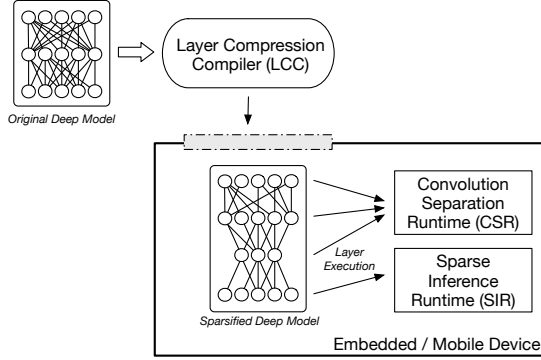 Layer Compression
Compiler (LCC)
Original Deep Model
Convolution
Separation
Runtime (CSR)
Layer
Execution
Sparse
Inference
Runtime (SIR)
Sparsified Deep Model
Embedded / Mobile Device